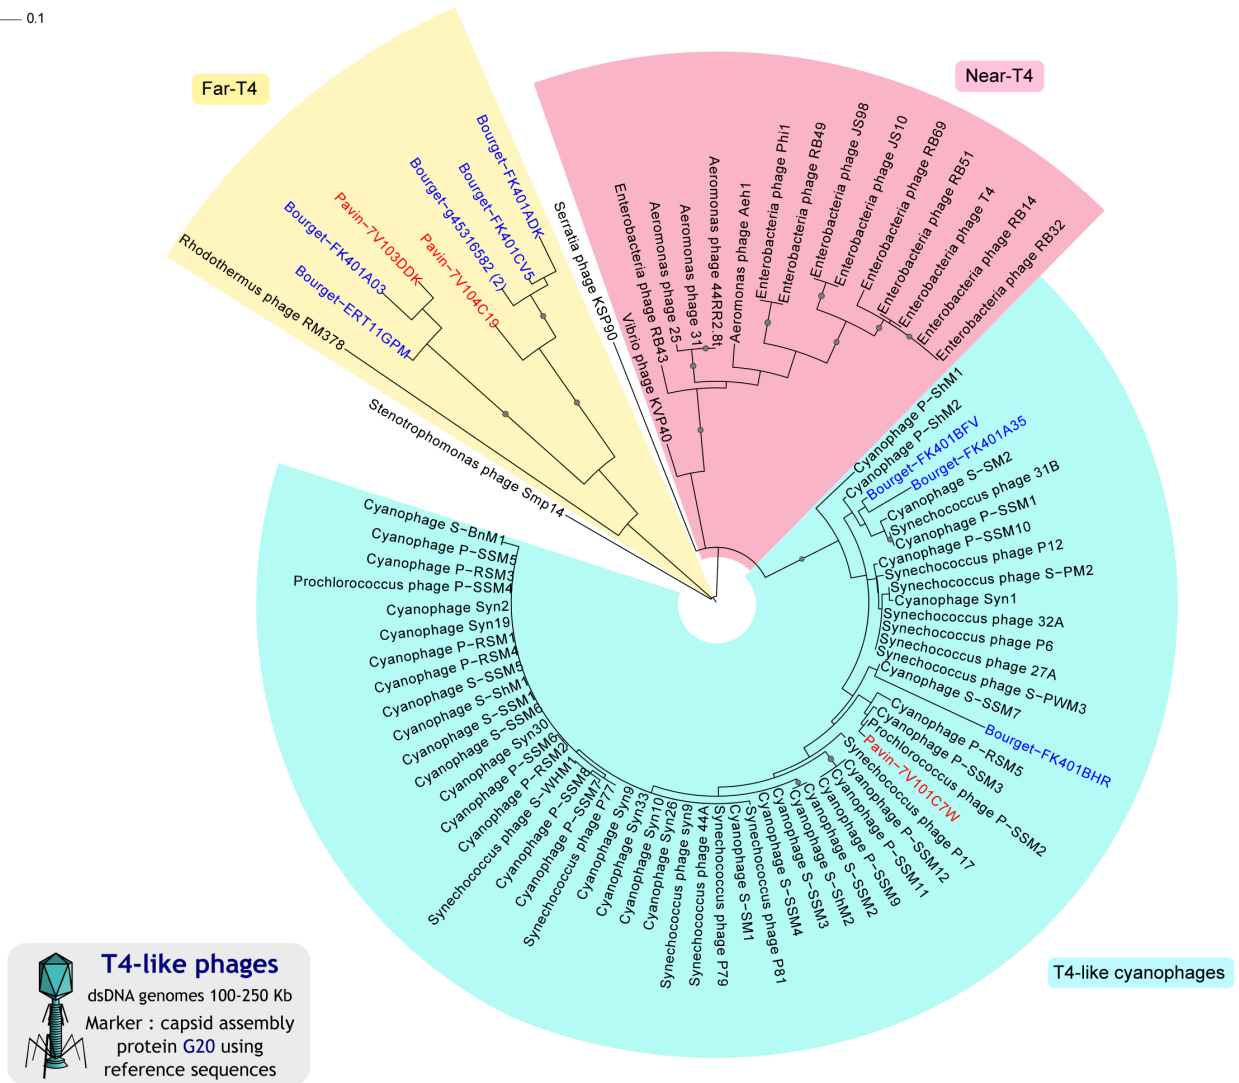 0.1
Far-T4
Near-T4
Rhodothermus phage RM378
Bourget-ERT11GPM
Bourget-FK401A03
Pavin-7V103DDK
Pavin-7V104C19
Bourget-g45316582 (2)
Bourget-FK401CV5
Bourget-FK401ADK
Stenotrophomonas phage Smp14
Serratia phage KSP90
Vibrio phage KVP40
Enterobacteria phage RB43
Aeromonas phage 25
Aeromonas phage 31
Aeromonas phage 44RR2.8t
Aeromonas phage Aeh1
Enterobacteria phage Phi1
Enterobacteria phage RB49
Enterobacteria phage JS98
Enterobacteria phage JS10
Enterobacteria phage RB69
Enterobacteria phage RB51
Enterobacteria phage T4
Enterobacteria phage RB14
Enterobacteria phage RB32
Cyanophage P-ShM1
Cyanophage P-ShM2
Bourget-FK401BFV
Bourget-FK401A35
Cyanophage S-SM2
Synechococcus phage 31B
Cyanophage P-SSM1
Cyanophage P-SSM10
Synechococcus phage P12
Synechococcus phage S-PM2
Cyanophage Syn1
Synechococcus phage 32A
Synechococcus phage P6
Synechococcus phage 27A
Synechococcus phage S-PWM3
Cyanophage S-SSM7
Bourget-FK401BHR
Cyanophage P-RSM5
Cyanophage P-SSM3
Prochlorococcus phage P-SSM2
Pavin-7V101C7W
Synechococcus phage P17
Cyanophage P-SSM12
Cyanophage P-SSM11
Cyanophage P-SSM9
Cyanophage S-SSM2
Cyanophage S-ShM2
Cyanophage S-SSM3
Cyanophage S-SSM4
Synechococcus phage P81
Cyanophage S-SM1
Synechococcus phage P79
Synechococcus phage 44A
Synechococcus phage syn9
Cyanophage Syn26
Cyanophage Syn10
Cyanophage Syn33
Cyanophage Syn9
Synechococcus phage P77
Cyanophage P-SSM7
Cyanophage P-SSM8
Synechococcus phage S-WHM1
Cyanophage P-RSM2
Cyanophage P-SSM6
Cyanophage Syn30
Cyanophage S-SSM6
Cyanophage S-SSM1
Cyanophage S-ShM1
Cyanophage S-SSM5
Cyanophage P-RSM4
Cyanophage P-RSM1
Cyanophage Syn19
Cyanophage Syn2
Prochlorococcus phage P-SSM4
Cyanophage P-RSM3
Cyanophage P-SSM5
Cyanophage S-BnM1
T4-like cyanophages
T4-like phages
dsDNA genomes 100-250 Kb
Marker : capsid assembly
protein G20 using
reference sequences